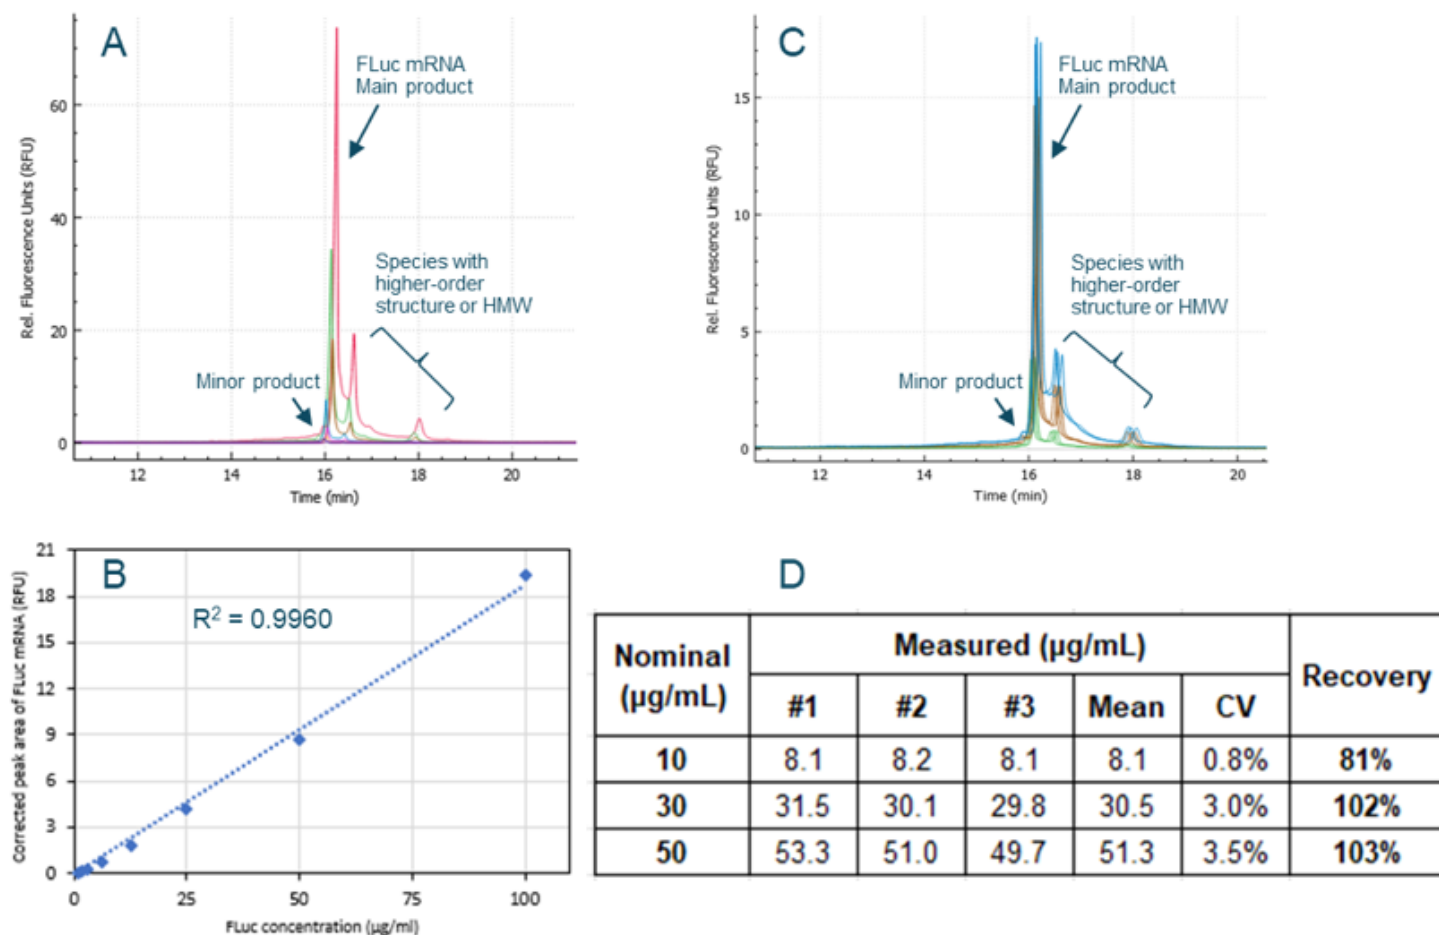 A
FLuc mRNA
Main product
Species with
higher-order
structure or HMW
Minor product
Rel. Fluorescence Units (RFU)
60
40
20
0
12
14
16
18
20
Time (min)
C
FLuc mRNA
Main product
Species with
higher-order
structure or HMW
Minor product
Rel. Fluorescence Units (RFU)
15
10
5
0
12
14
16
18
20
Time (min)
B
R² = 0.9960
Corrected peak area of FLuc mRNA (RFU)
21
18
15
12
9
6
3
0
0
25
50
75
100
FLuc concentration (µg/ml)
D
Nominal (µg/mL) Measured (µg/mL) Recovery
#1 #2 #3 Mean CV
10 8.1 8.2 8.1 8.1 0.8% 81%
30 31.5 30.1 29.8 30.5 3.0% 102%
50 53.3 51.0 49.7 51.3 3.5% 103%